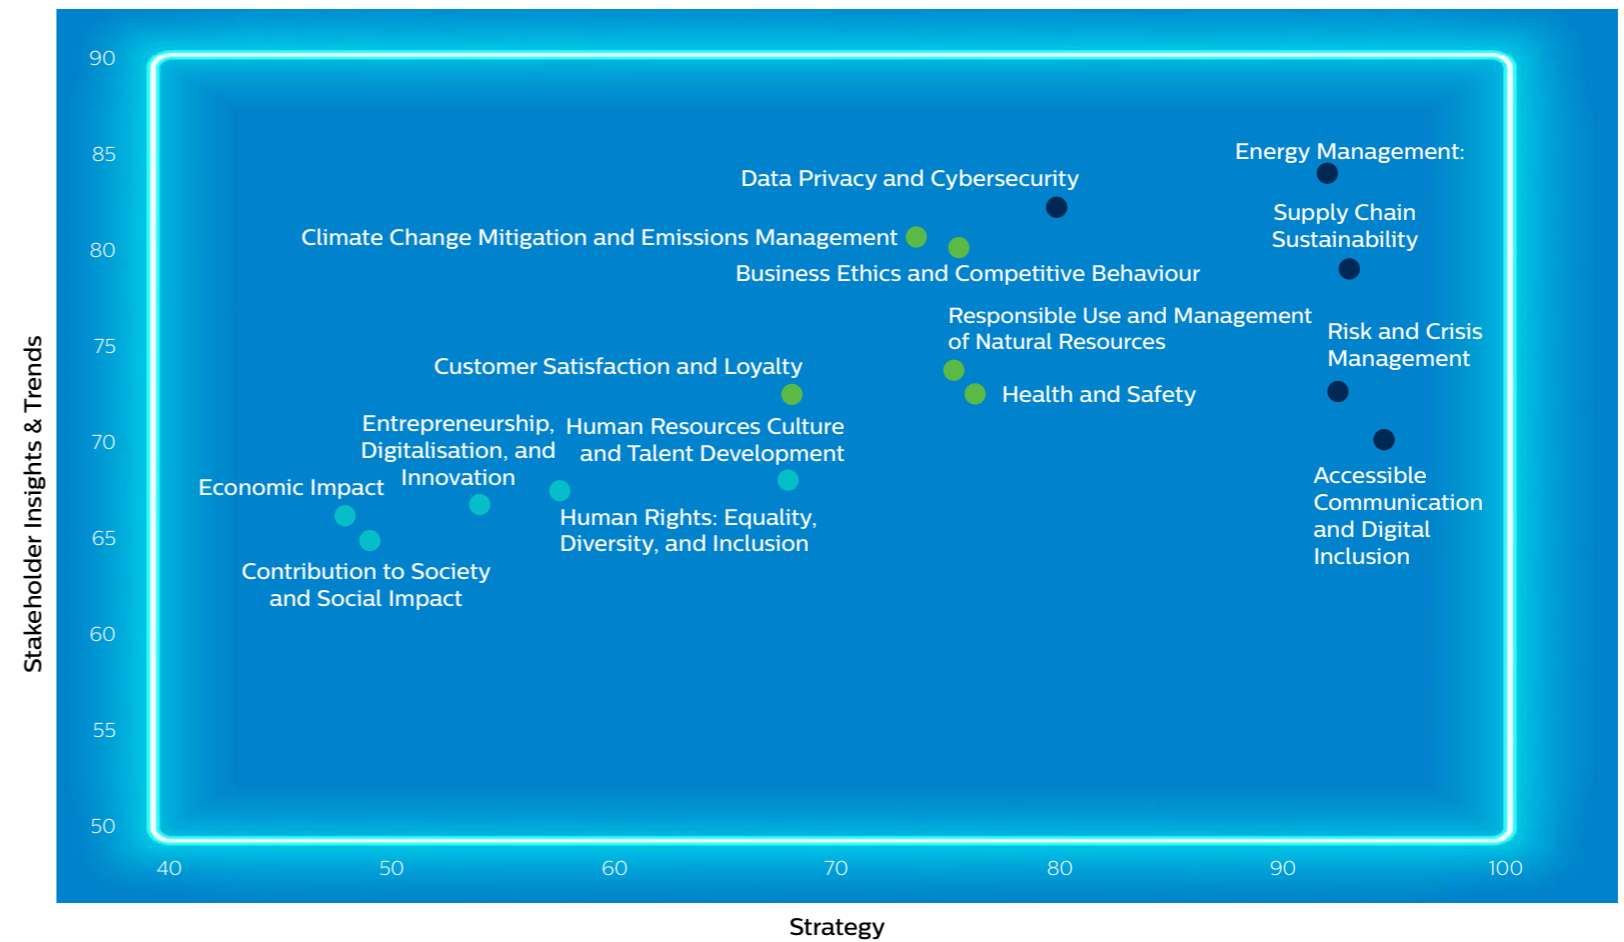 90
85
80
75
70
65
60
55
50
Stakeholder Insights & Trends
Energy Management:
Data Privacy and Cybersecurity
Supply Chain
Sustainability
Climate Change Mitigation and Emissions Management
Business Ethics and Competitive Behaviour
Responsible Use and Management
of Natural Resources
Risk and Crisis
Management
Customer Satisfaction and Loyalty
Health and Safety
Entrepreneurship,
Digitalisation, and
Innovation
Human Resources Culture
and Talent Development
Economic Impact
Accessible
Communication
and Digital
Inclusion
Human Rights: Equality,
Diversity, and Inclusion
Contribution to Society
and Social Impact
40
50
60
70
80
90
100
Strategy